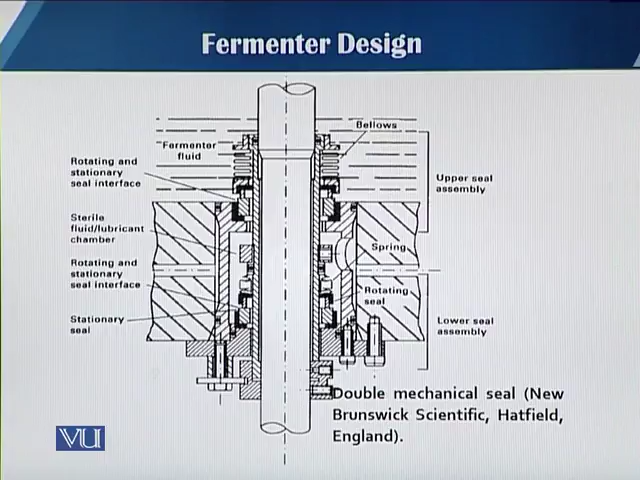 Fermenter Design
Bellows
Fermenter
fluid
Rotating and
stationary
seal interface
Upper seal
assembly
Sterile
fluid/lubricant
chamber
Spring
Rotating and
stationary
seal interface
Rotating
seal
Stationary
seal
Lower seal
assembly
Double mechanical seal (New
Brunswick Scientific, Hatfield,
England).
VU